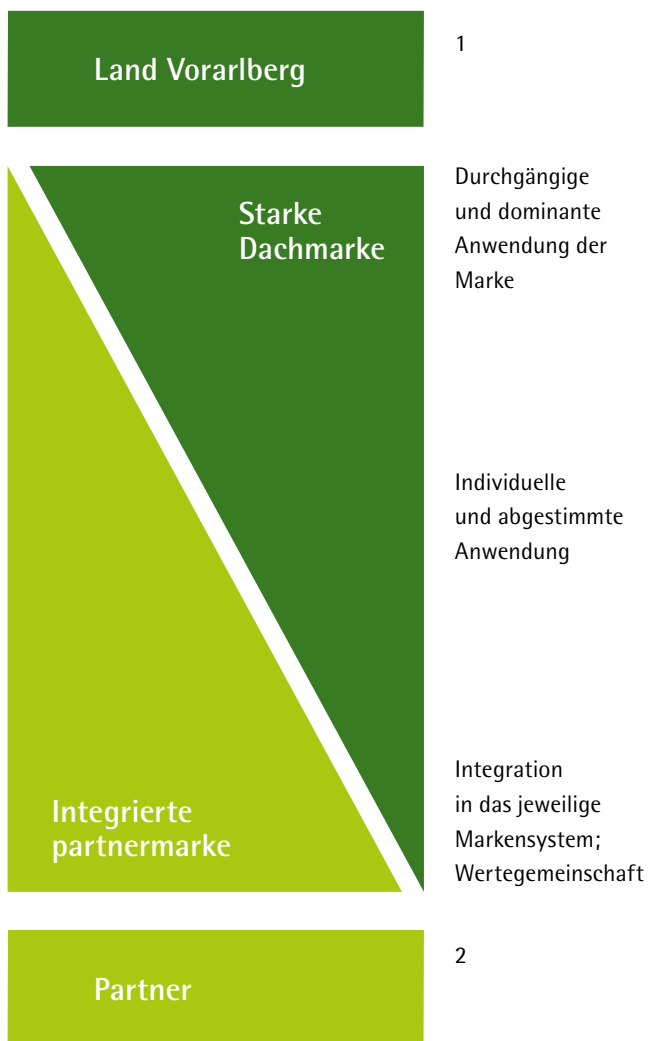 Land Vorarlberg
1
Starke
Dachmarke
Durchgängige
und dominante
Anwendung der
Marke
Individuelle
und abgestimmte
Anwendung
Integrierte
partnermarke
Integration
in das jeweilige
Markensystem;
Wertegemeinschaft
Partner
2